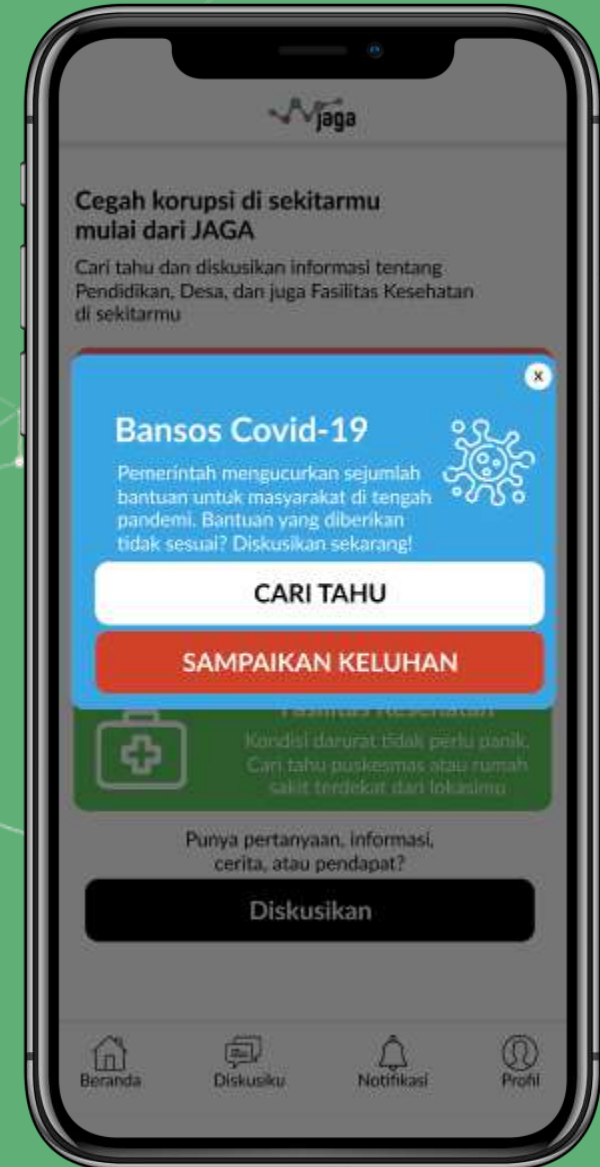 jaga
Cegah korupsi di sekitarmu
mulai dari JAGA
Cari tahu dan diskusikan informasi tentang
Pendidikan, Desa, dan juga Fasilitas Kesehatan
di sekitarmu
x
Bansos Covid-19
Pemerintah mengucurkan sejumlah
bantuan untuk masyarakat di tengah
pandemi. Bantuan yang diberikan
tidak sesuai? Diskusikan sekarang!
CARI TAHU
SAMPAIKAN KELUHAN
Fasilitas Kesehatan
Kondisi darurat tidak perlu panik.
Cari tahu puskesmas atau rumah
sakit terdekat dari lokasimu
Punya pertanyaan, informasi,
cerita, atau pendapat?
Diskusikan
Beranda
Diskusiku
Notifikasi
Profil